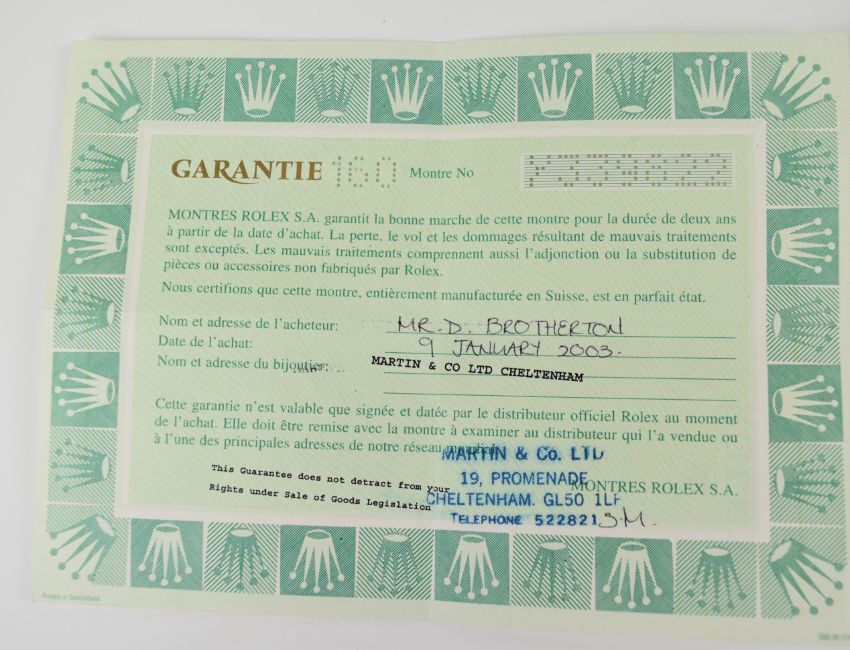 GARANTIE 160 Montre No
MONTRES ROLEX S.A. garantit la bonne marche de cette montre pour la durée de deux ans
à partir de la date d'achat. La perte, le vol et les dommages résultant de mauvais traitements
sont exceptés. Les mauvais traitements comprennent aussi l'adjonction ou la substitution de
pièces ou accessoires non fabriqués par Rolex.
Nous certifions que cette montre, entièrement manufacturée en Suisse, est en parfait état.
Nom et adresse de l'acheteur: MR. D. BROTHERTON
Date de l'achat: 9 JANUARY 2003.
Nom et adresse du bijoutier: MARTIN & CO LTD CHELTENHAM
Cette garantie n'est valable que signée et datée par le distributeur officiel Rolex au moment
de l'achat. Elle doit être remise avec la montre à examiner au distributeur qui l'a vendue ou
à l'une des principales adresses de notre réseau mondial.
This Guarantee does not detract from your
Rights under Sale of Goods Legislation
MARTIN & Co. LTD
19, PROMENADE
MONTRES ROLEX S.A.
CHELTENHAM. GL50 1LF
TELEPHONE 522821 J.M.
Printed in Switzerland